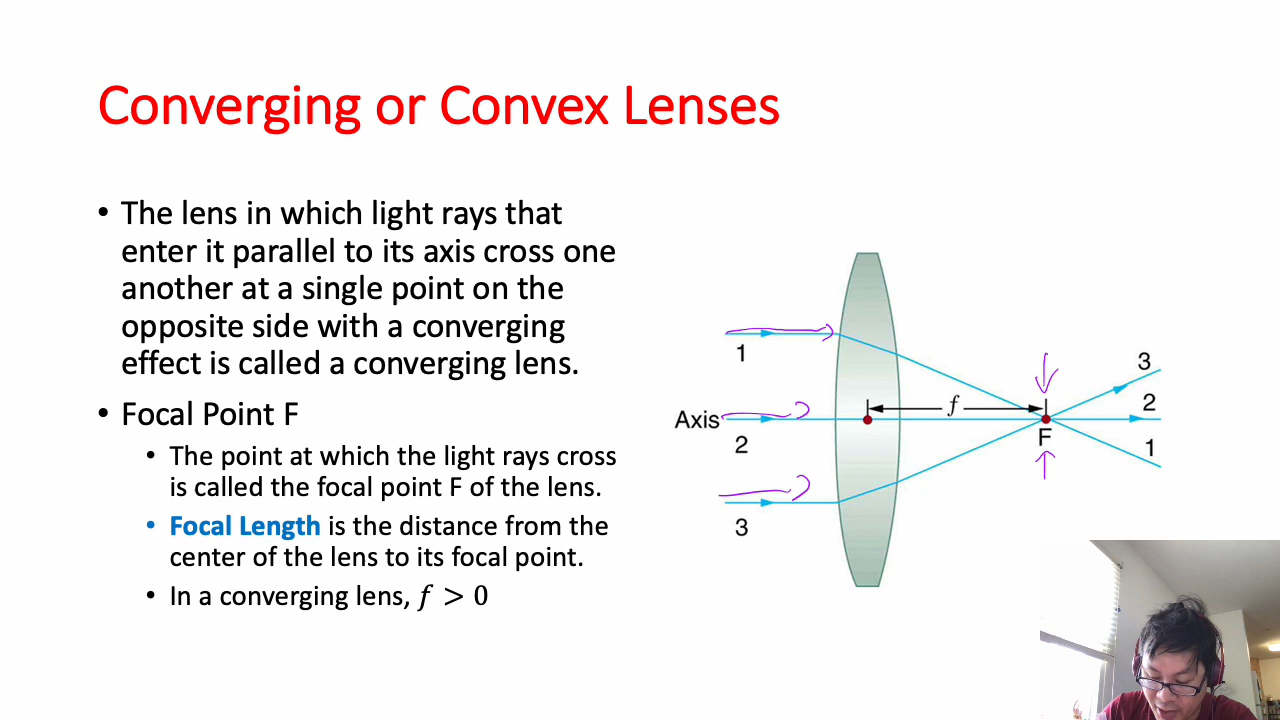 Converging or Convex Lenses
• The lens in which light rays that
enter it parallel to its axis cross one
another at a single point on the
opposite side with a converging
effect is called a converging lens.
• Focal Point F
• The point at which the light rays cross
is called the focal point F of the lens.
• Focal Length is the distance from the
center of the lens to its focal point.
• In a converging lens, f > 0
1
Axis
2
3
f
F
3
2
1